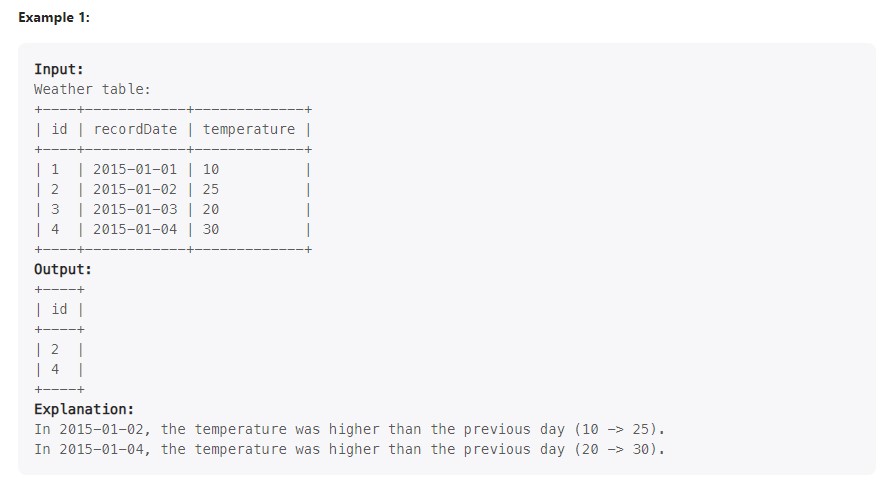 Example 1:
Input:
Weather table:
+----+------------+-------------+
| id | recordDate | temperature |
+----+------------+-------------+
| 1  | 2015-01-01 | 10          |
| 2  | 2015-01-02 | 25          |
| 3  | 2015-01-03 | 20          |
| 4  | 2015-01-04 | 30          |
+----+------------+-------------+
Output:
+----+
| id |
+----+
| 2  |
| 4  |
+----+
Explanation:
In 2015-01-02, the temperature was higher than the previous day (10 -> 25).
In 2015-01-04, the temperature was higher than the previous day (20 -> 30).